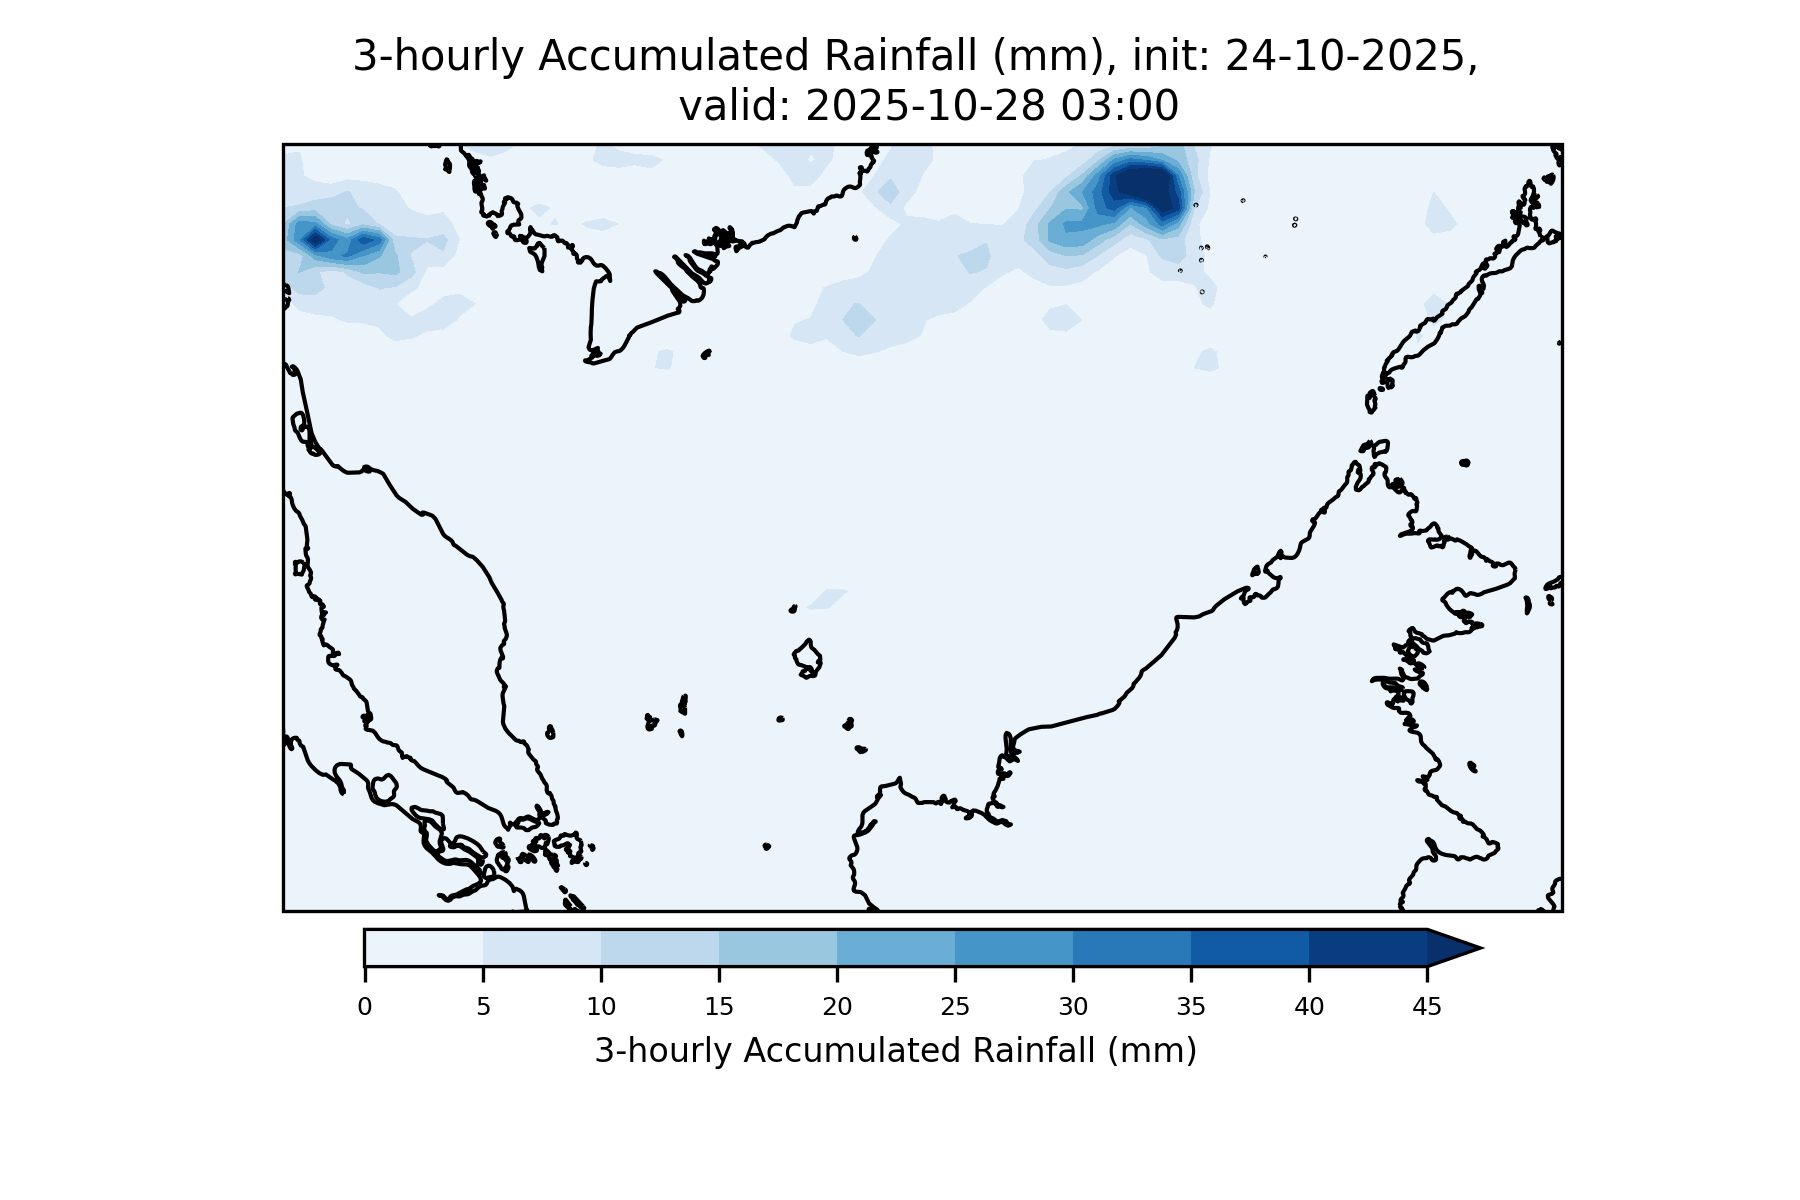 3-hourly Accumulated Rainfall (mm), init: 24-10-2025,
valid: 2025-10-28 03:00
0 5 10 15 20 25 30 35 40 45
3-hourly Accumulated Rainfall (mm)